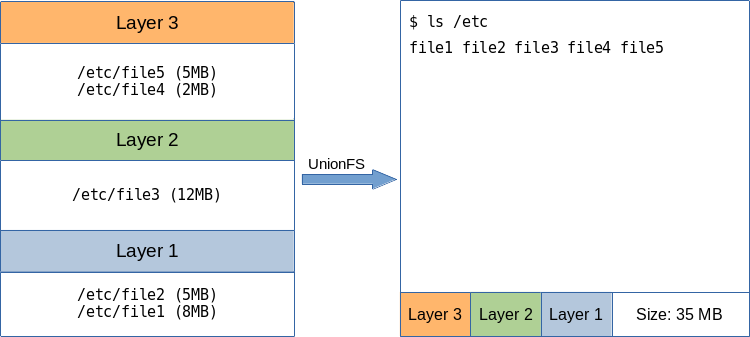 Layer 3
/etc/file5 (5MB)
/etc/file4 (2MB)
Layer 2
/etc/file3 (12MB)
Layer 1
/etc/file2 (5MB)
/etc/file1 (8MB)
UnionFS
$ ls /etc
file1 file2 file3 file4 file5
Layer 3 Layer 2 Layer 1 Size: 35 MB